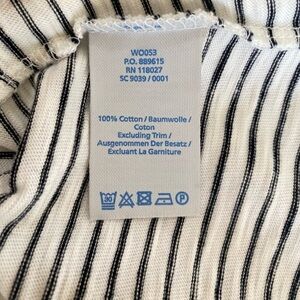 WO053
P.O. 889615
RN 118027
SC 9039 / 0001
100% Cotton / Baumwolle /
Coton
Excluding Trim /
Ausgenommen Der Besatz /
Excluant La Garniture
30
P